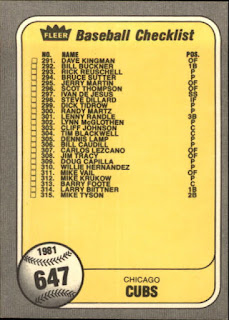 FLEER Baseball Checklist
NO. NAME POS.
291. DAVE KINGMAN OF
292. BILL BUCKNER 1B
293. RICK REUSCHELL P
294. BRUCE SUTTER P
295. JERRY MARTIN OF
296. SCOT THOMPSON OF
297. IVAN DE JESUS SS
298. STEVE DILLARD IF
299. DICK TIDROW P
300. RANDY MARTZ P
301. LENNY RANDLE 3B
302. LYNN McGLOTHEN P
303. CLIFF JOHNSON C
304. TIM BLACKWELL C
305. DENNIS LAMP P
306. BILL CAUDILL P
307. CARLOS LEZCANO OF
308. JIM TRACY OF
309. DOUG CAPILLA P
310. WILLIE HERNANDEZ P
311. MIKE VAIL OF
312. MIKE KRUKOW P
313. BARRY FOOTE C
314. LARRY BIITTNER 1B
315. MIKE TYSON 2B
1981
647
CHICAGO
CUBS